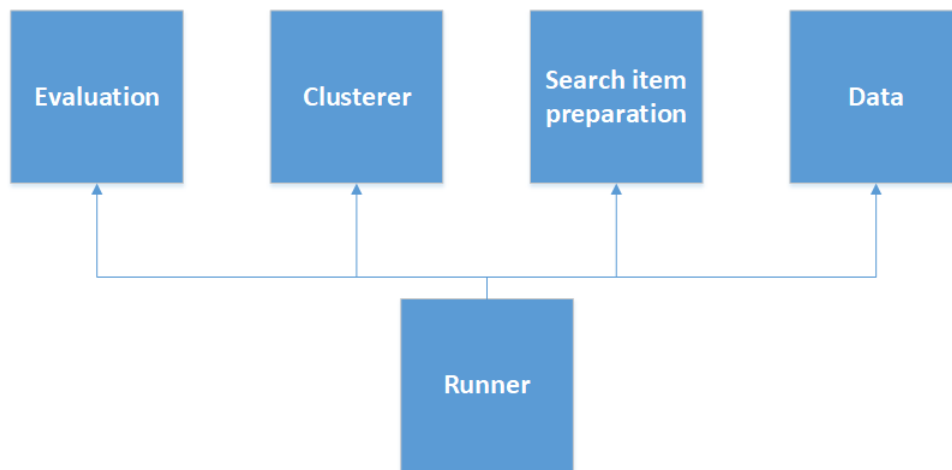 Evaluation
Clusterer
Search item
preparation
Data
Runner